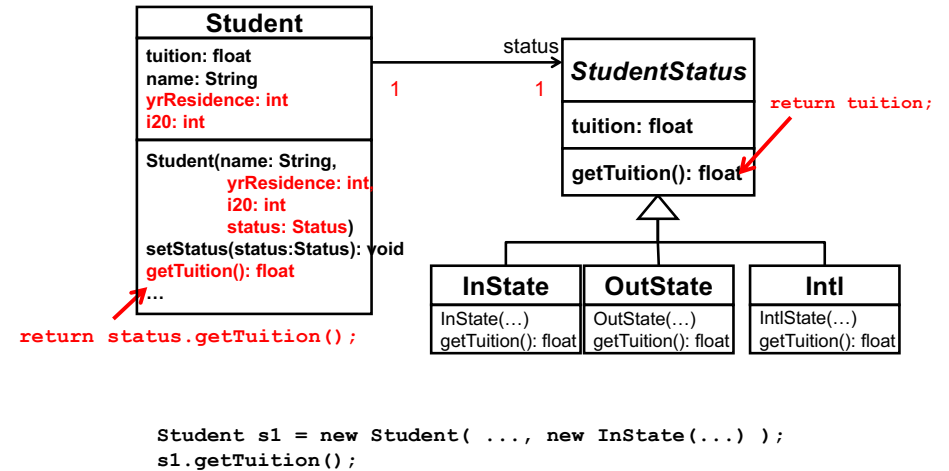 Student
tuition: float
name: String
yrResidence: int
i20: int
Student(name: String,
yrResidence: int,
i20: int
status: Status)
setStatus(status:Status): void
getTuition(): float
…
return status.getTuition();
status
1
1
StudentStatus
tuition: float
getTuition(): float
return tuition;
InState
InState(…)
getTuition(): float
OutState
OutState(…)
getTuition(): float
Intl
IntlState(…)
getTuition(): float
Student s1 = new Student( ..., new InState(...) );
s1.getTuition();